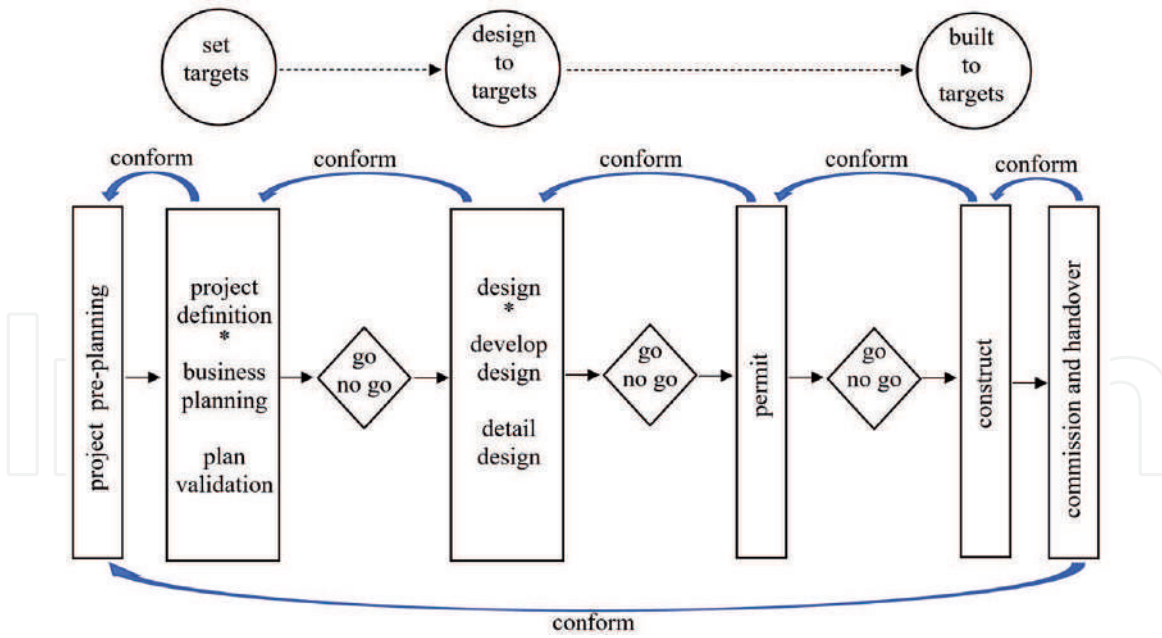 set
targets
design
to
targets
built
to
targets
conform
conform
conform
conform
conform
project pre-planning
project
definition
*
business
planning
plan
validation
go
no go
design
*
develop
design
detail
design
go
no go
permit
go
no go
construct
commission and handover
conform